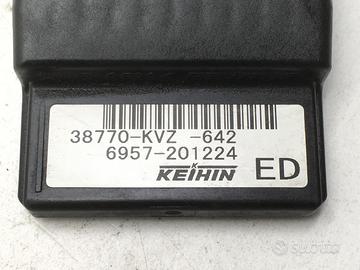 38770-KVZ -642
6957-201224
KEIHIN
ED
subito